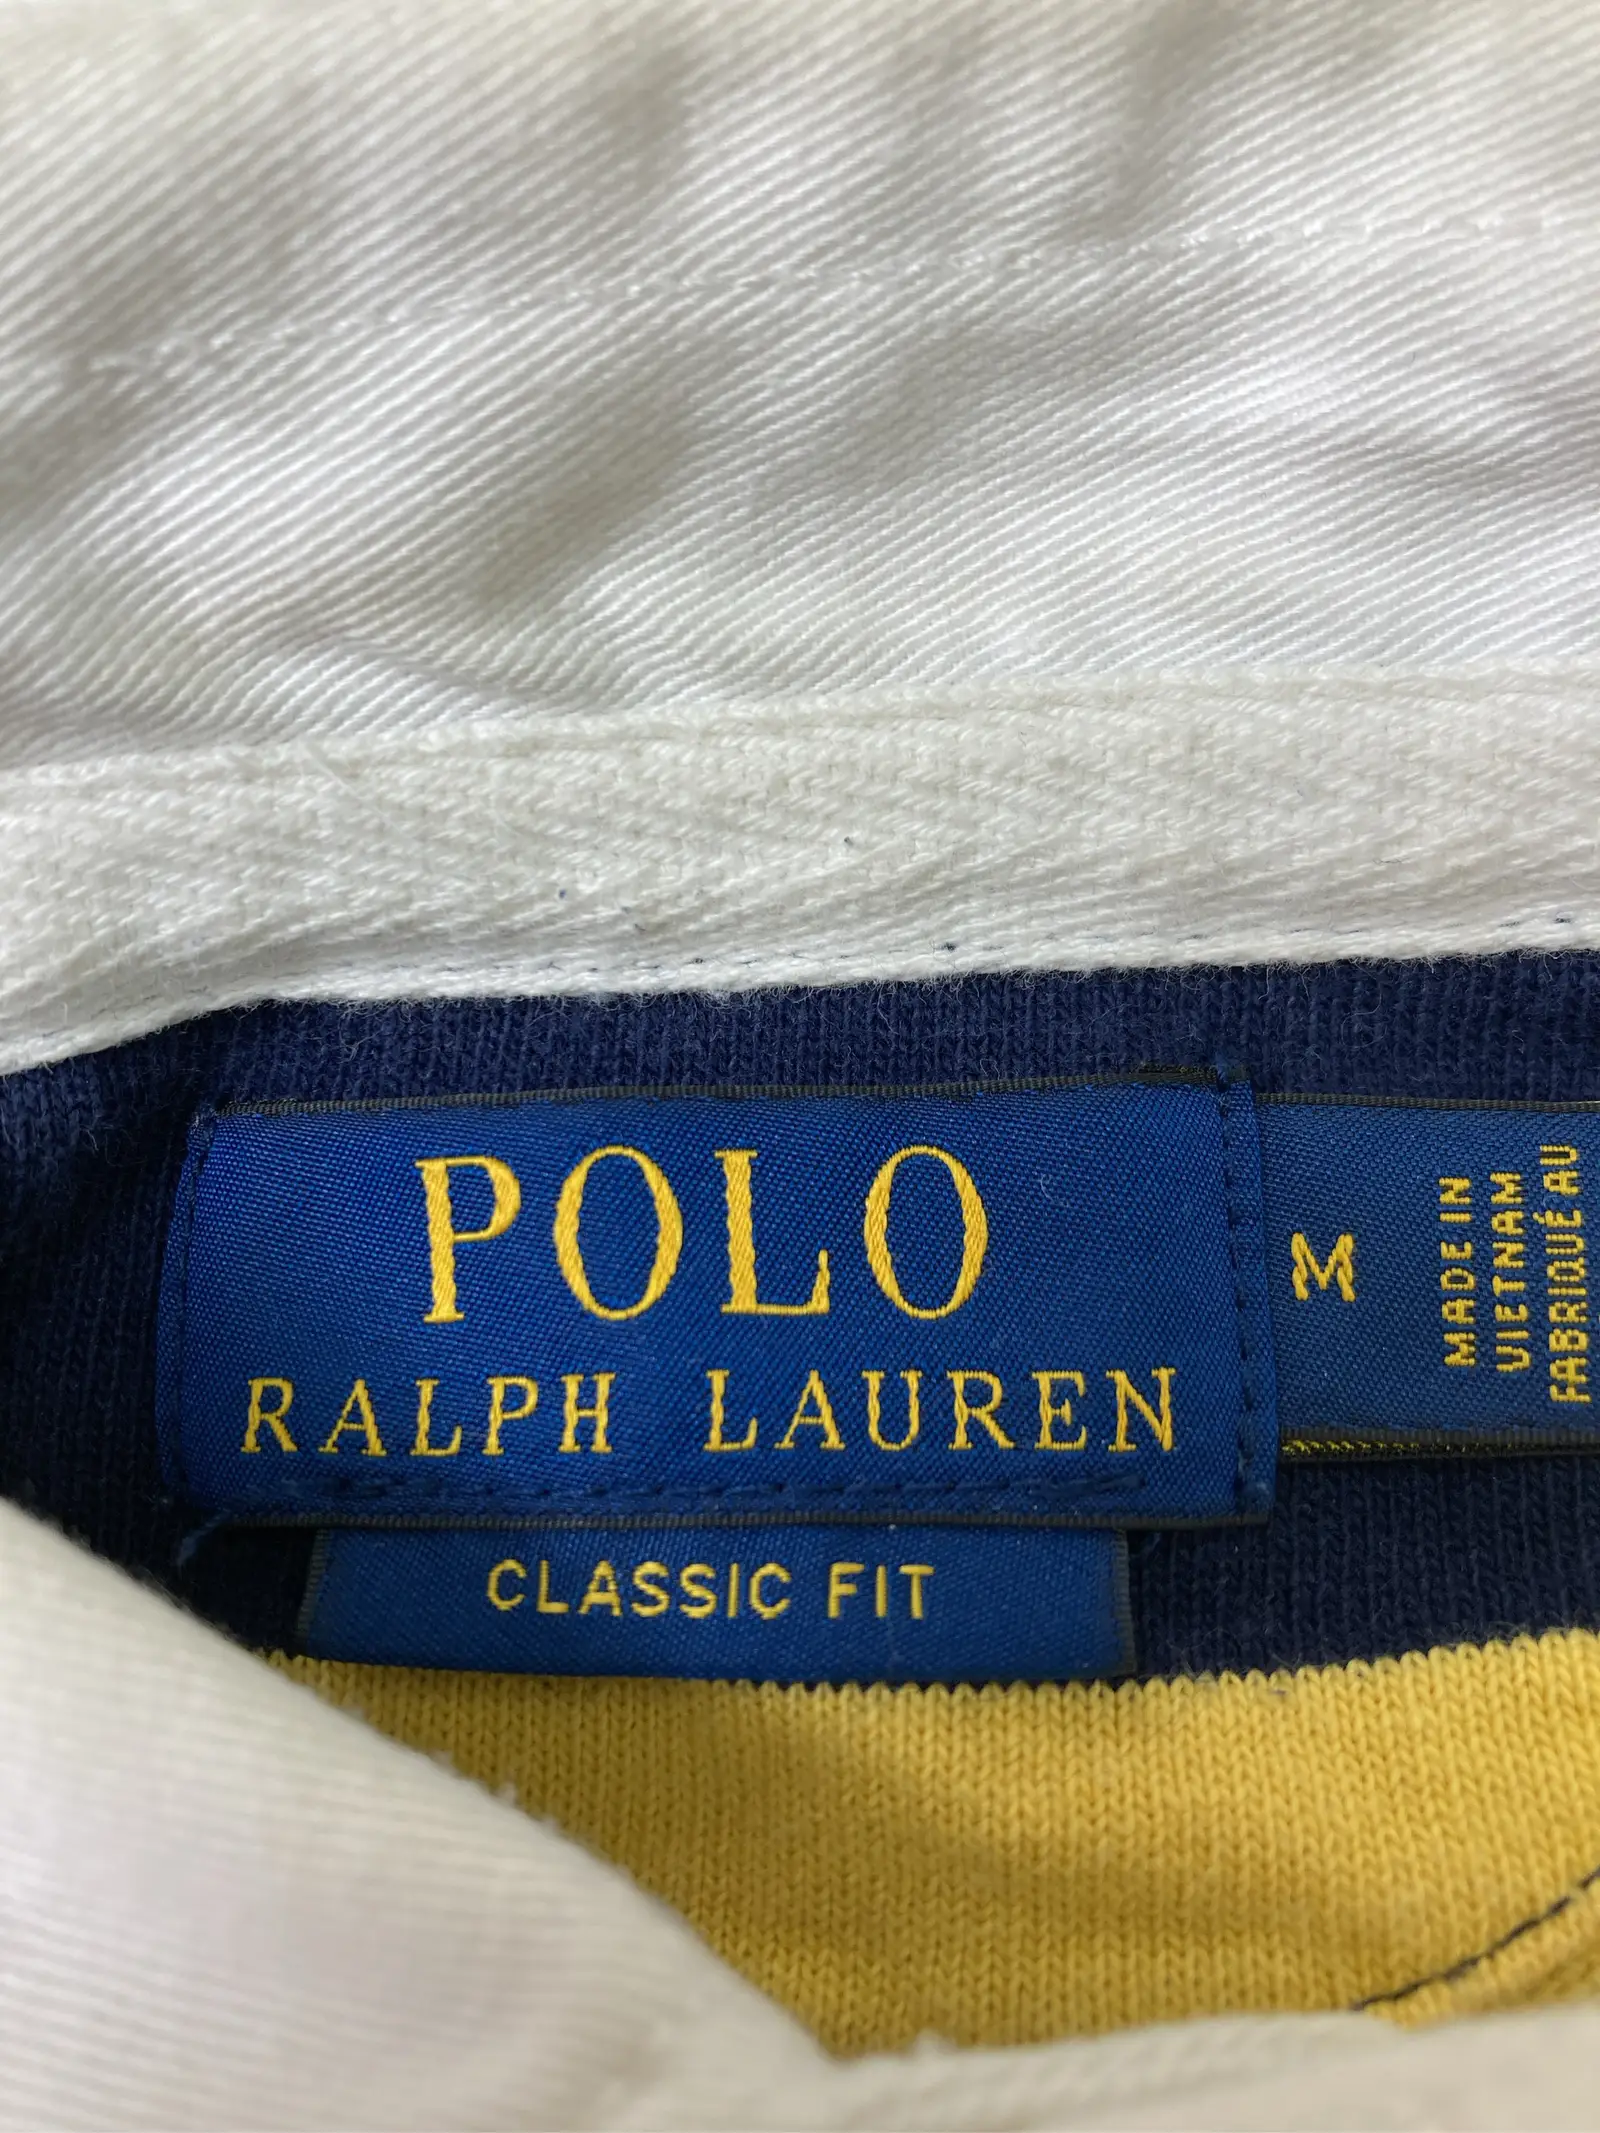 POLO
RALPH LAUREN
CLASSIC FIT
M
MADE IN
VIETNAM
FABRIQUÉ AU